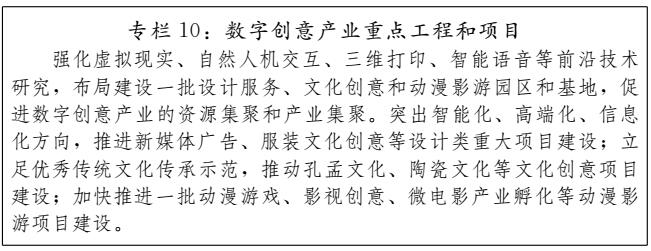 专栏 10：数字创意产业重点工程和项目
强化虚拟现实、自然人机交互、三维打印、智能语音等前沿技术
研究，布局建设一批设计服务、文化创意和动漫影游园区和基地，促
进数字创意产业的资源集聚和产业集聚。突出智能化、高端化、信息
化方向，推进新媒体广告、服装文化创意等设计类重大项目建设；立
足优秀传统文化传承示范，推动孔孟文化、陶瓷文化等文化创意项目
建设；加快推进一批动漫游戏、影视创意、微电影产业孵化等动漫影
游项目建设。